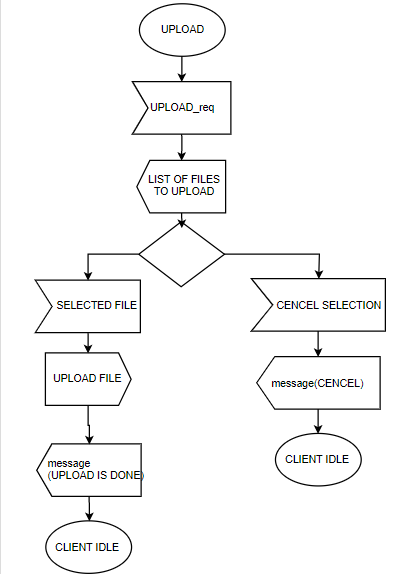 UPLOAD
UPLOAD_req
LIST OF FILES
TO UPLOAD
SELECTED FILE
CENCEL SELECTION
UPLOAD FILE
message(CENCEL)
message
(UPLOAD IS DONE)
CLIENT IDLE
CLIENT IDLE